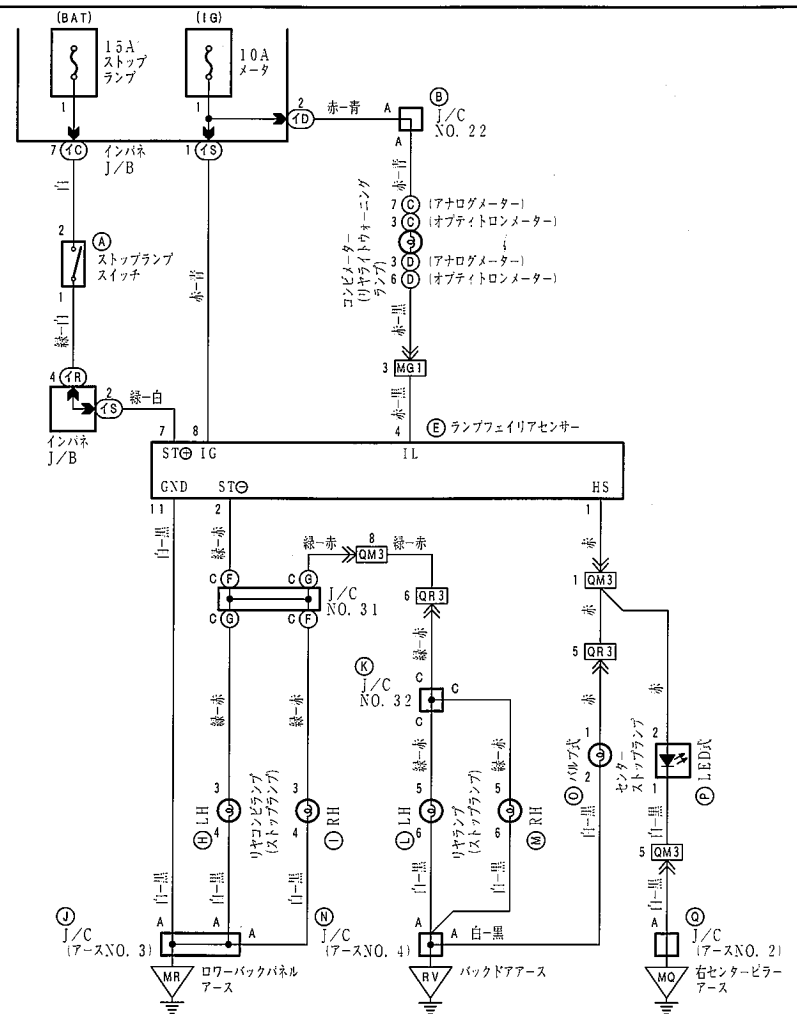 (BAT)
(IG)
15A
ストップ
ランプ
10A
メータ
1
1
2
イD
赤―青
A
B
J/C
NO. 22
A
7 イC
インパネ
J/B
1 イS
白
赤―青
7 C (アナログメーター)
3 C (オプティトロンメーター)
3 D (アナログメーター)
6 D (オプティトロンメーター)
コンビメーター
(リヤライトウォーニング
ランプ)
2
A
ストップランプ
スイッチ
1
赤―青
緑―白
赤―黒
3 MG1
赤―黒
4 イR
2
イS
緑―白
インパネ
J/B
7
8
4
E ランプフェイリアセンサー
ST⊕ IG
IL
GND
ST⊖
HS
11
2
1
白―黒
緑―赤
緑―赤
8
QM3
緑―赤
赤
C F
C G
J/C
NO. 31
C G
C F
6 QR3
1 QM3
赤
5 QR3
緑―赤
K
J/C
NO. 32
C
C
C
緑―赤
緑―赤
緑―赤
緑―赤
赤
赤
1
2
O バルブ式
センター
ストップランプ
2
1
P LED式
3
4
H LH
リヤコンビランプ
(ストップランプ)
3
4
I RH
5
6
L LH
リヤランプ
(ストップランプ)
5
6
M RH
白―黒
5 QM3
白―黒
白―黒
白―黒
白―黒
白―黒
白―黒
白―黒
J
J/C
(アースNO. 3)
A
A
A
N
J/C
(アースNO. 4)
A
A
白―黒
A
Q
J/C
(アースNO. 2)
MR
ロワーバックパネル
アース
RV
バックドアアース
MQ
右センターピラー
アース